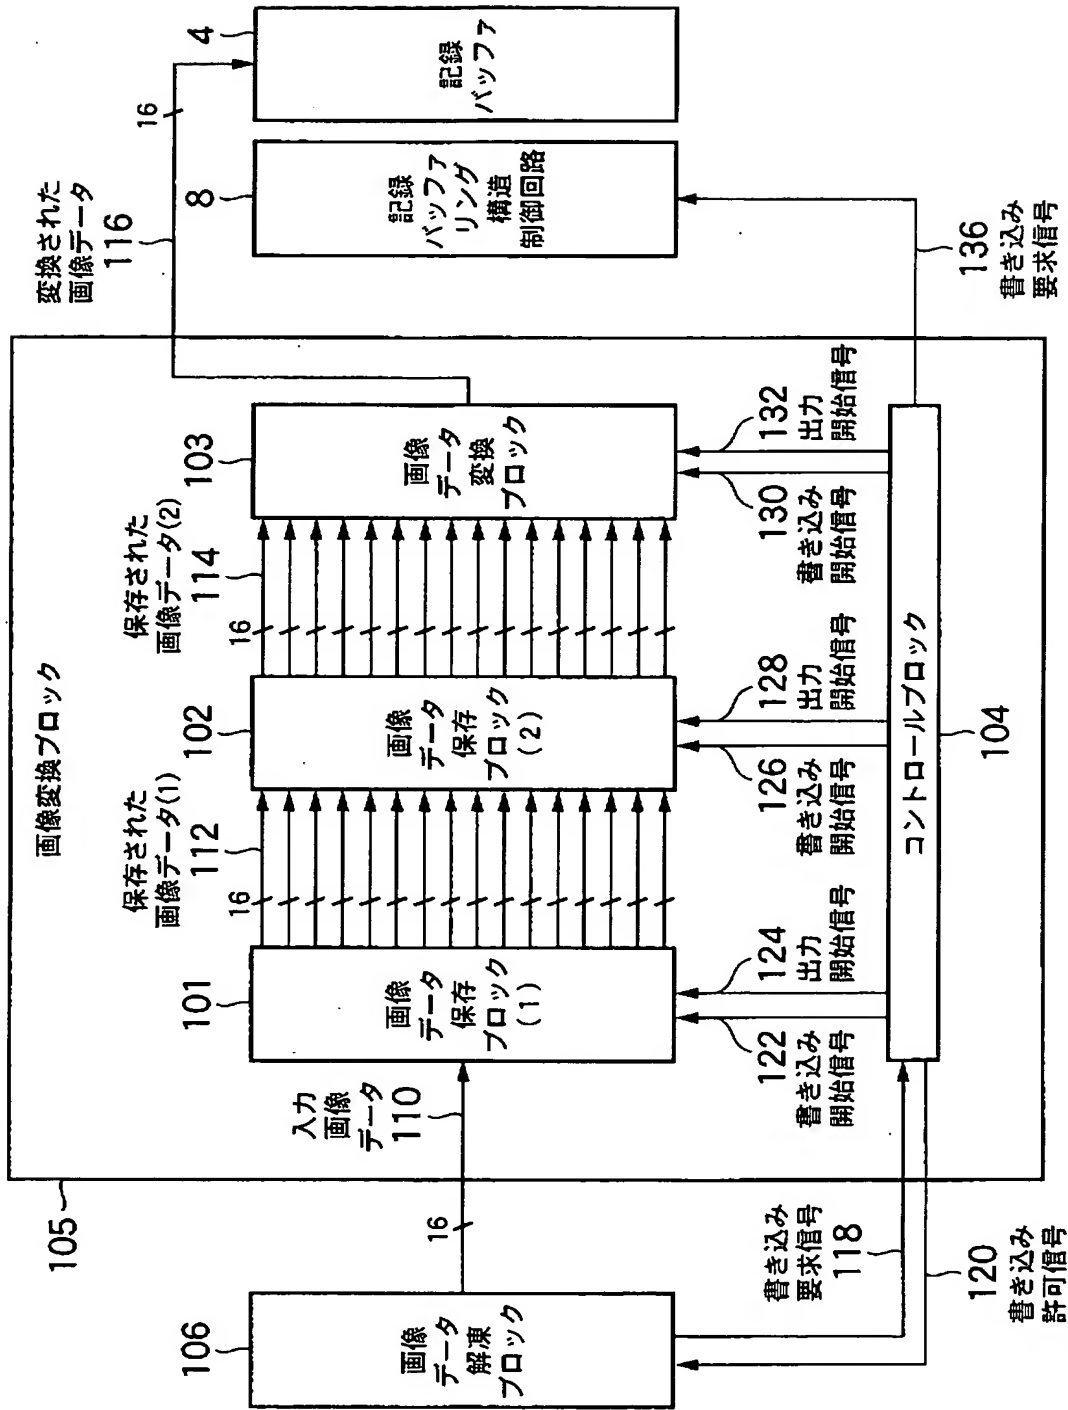 画像変換ブロック
105
106
画像
データ
解凍
ブロック
16
入力
画像
データ
110
書き込み
要求信号
118
120
書き込み
許可信号
101
画像
データ
保存
ブロック
(1)
保存された
画像データ(1)
112
16
122
書き込み
開始信号
124
出力
開始信号
102
画像
データ
保存
ブロック
(2)
保存された
画像データ(2)
114
16
126
書き込み
開始信号
128
出力
開始信号
103
画像
データ
変換
ブロック
130
書き込み
開始信号
132
出力
開始信号
コントロールブロック
104
変換された
画像データ
116
16
8
記録
バッファ
リング
構造
制御回路
4
記録
バッファ
136
書き込み
要求信号